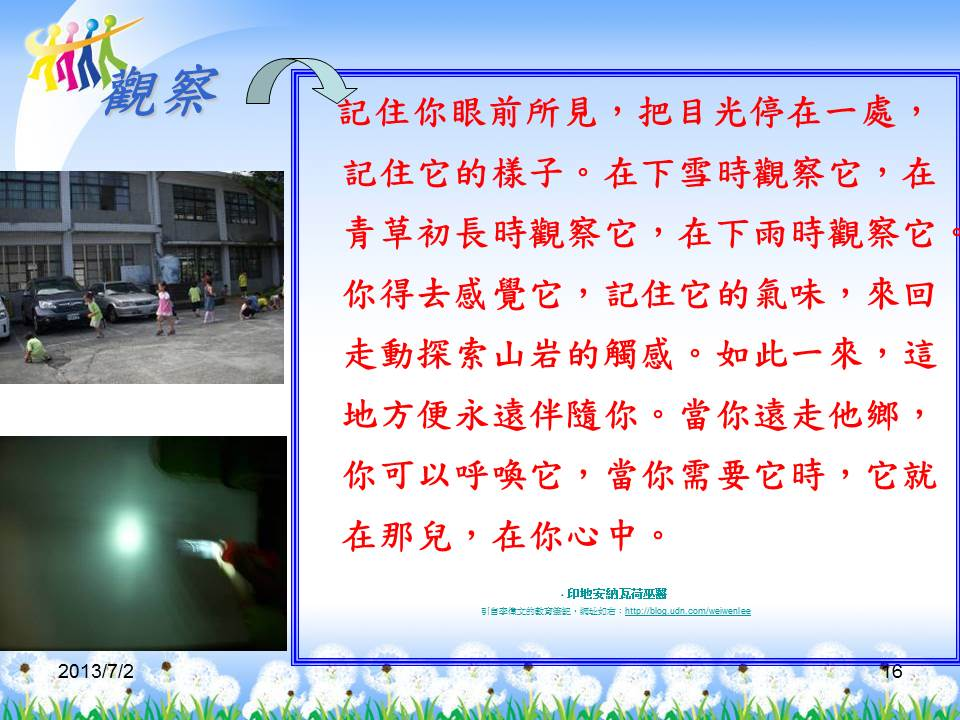 觀察
記住你眼前所見，把目光停在一處，
記住它的樣子。在下雪時觀察它，在
青草初長時觀察它，在下雨時觀察它。
你得去感覺它，記住它的氣味，來回
走動探索山岩的觸感。如此一來，這
地方便永遠伴隨你。當你遠走他鄉，
你可以呼喚它，當你需要它時，它就
在那兒，在你心中。
-印地安納瓦荷巫醫
引自李偉文的教育筆記，網址如右：http://blog.udn.com/weiwenlee
2013/7/2
16